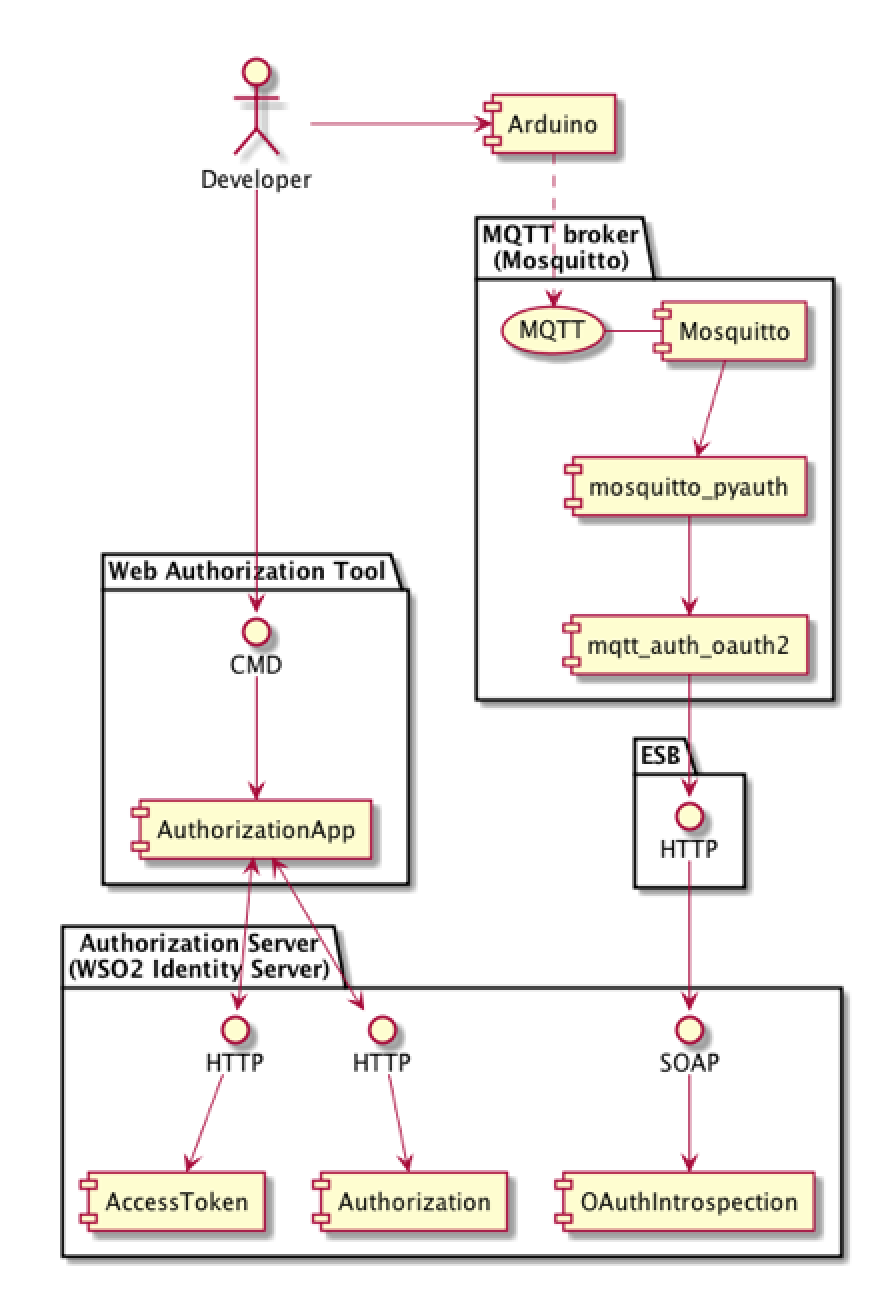 Developer
Arduino
MQTT broker
(Mosquitto)
MQTT
Mosquitto
mosquitto_pyauth
Web Authorization Tool
CMD
mqtt_auth_oauth2
ESB
AuthorizationApp
HTTP
Authorization Server
(WSO2 Identity Server)
HTTP
HTTP
SOAP
AccessToken
Authorization
OAuthIntrospection